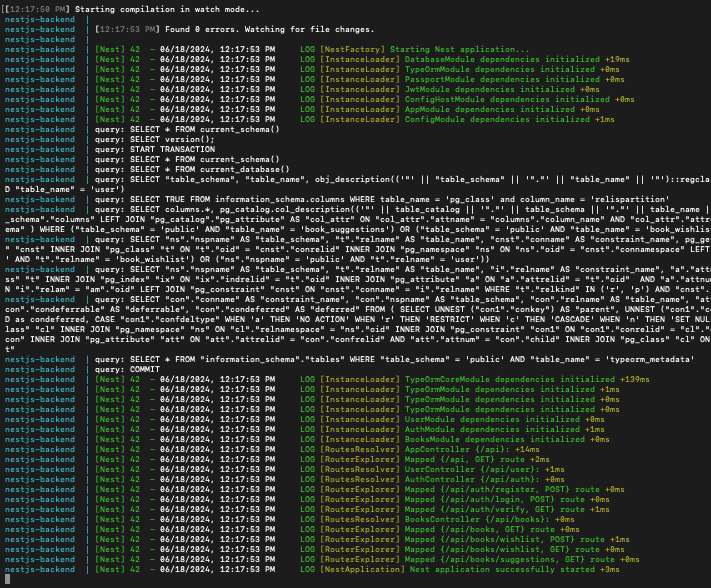 [[12:17:50 PM] Starting compilation in watch mode...
nestjs-backend |
nestjs-backend | [12:17:53 PM] Found 0 errors. Watching for file changes.
nestjs-backend |
nestjs-backend | [Nest] 42 - 06/18/2024, 12:17:53 PM LOG [NestFactory] Starting Nest application...
nestjs-backend | [Nest] 42 - 06/18/2024, 12:17:53 PM LOG [InstanceLoader] DatabaseModule dependencies initialized +19ms
nestjs-backend | [Nest] 42 - 06/18/2024, 12:17:53 PM LOG [InstanceLoader] TypeOrmModule dependencies initialized +0ms
nestjs-backend | [Nest] 42 - 06/18/2024, 12:17:53 PM LOG [InstanceLoader] PassportModule dependencies initialized +0ms
nestjs-backend | [Nest] 42 - 06/18/2024, 12:17:53 PM LOG [InstanceLoader] JwtModule dependencies initialized +0ms
nestjs-backend | [Nest] 42 - 06/18/2024, 12:17:53 PM LOG [InstanceLoader] ConfigHostModule dependencies initialized +0ms
nestjs-backend | [Nest] 42 - 06/18/2024, 12:17:53 PM LOG [InstanceLoader] AppModule dependencies initialized +0ms
nestjs-backend | [Nest] 42 - 06/18/2024, 12:17:53 PM LOG [InstanceLoader] ConfigModule dependencies initialized +1ms
nestjs-backend | query: SELECT * FROM current_schema()
nestjs-backend | query: SELECT version();
nestjs-backend | query: START TRANSACTION
nestjs-backend | query: SELECT * FROM current_schema()
nestjs-backend | query: SELECT * FROM current_database()
nestjs-backend | query: SELECT "table_schema", "table_name", obj_description(('"' || "table_schema" || '"."' || "table_name" || '"')::regcla
D "table_name" = 'user')
nestjs-backend | query: SELECT TRUE FROM information_schema.columns WHERE table_name = 'pg_class' and column_name = 'relispartition'
nestjs-backend | query: SELECT columns.*, pg_catalog.col_description(('"' || table_catalog || '"."' || table_schema || '"."' || table_name |
_schema"."columns" LEFT JOIN "pg_catalog"."pg_attribute" AS "col_attr" ON "col_attr"."attname" = "columns"."column_name" AND "col_attr"."attre
ema" ) WHERE ("table_schema" = 'public' AND "table_name" = 'book_suggestions') OR ("table_schema" = 'public' AND "table_name" = 'book_wishlis
nestjs-backend | query: SELECT "ns"."nspname" AS "table_schema", "t"."relname" AS "table_name", "cnst"."conname" AS "constraint_name", pg_ge
" "cnst" INNER JOIN "pg_class" "t" ON "t"."oid" = "cnst"."conrelid" INNER JOIN "pg_namespace" "ns" ON "ns"."oid" = "cnst"."connamespace" LEFT
' AND "t"."relname" = 'book_wishlist') OR ("ns"."nspname" = 'public' AND "t"."relname" = 'user'))
nestjs-backend | query: SELECT "ns"."nspname" AS "table_schema", "t"."relname" AS "table_name", "i"."relname" AS "constraint_name", "a"."att
ss" "t" INNER JOIN "pg_index" "ix" ON "ix"."indrelid" = "t"."oid" INNER JOIN "pg_attribute" "a" ON "a"."attrelid" = "t"."oid" AND "a"."attnu
N "i"."relam" = "am"."oid" LEFT JOIN "pg_constraint" "cnst" ON "cnst"."conname" = "i"."relname" WHERE "t"."relkind" IN ('r', 'p') AND "cnst".
nestjs-backend | query: SELECT "con"."conname" AS "constraint_name", "con"."nspname" AS "table_schema", "con"."relname" AS "table_name", "att
con"."condeferrable" AS "deferrable", "con"."condeferred" AS "deferred" FROM ( SELECT UNNEST ("con1"."conkey") AS "parent", UNNEST ("con1"."c
D as condeferred, CASE "con1"."confdeltype" WHEN 'a' THEN 'NO ACTION' WHEN 'r' THEN 'RESTRICT' WHEN 'c' THEN 'CASCADE' WHEN 'n' THEN 'SET NUL
lass" "cl" INNER JOIN "pg_namespace" "ns" ON "cl"."relnamespace" = "ns"."oid" INNER JOIN "pg_constraint" "con1" ON "con1"."conrelid" = "cl"."
con" INNER JOIN "pg_attribute" "att" ON "att"."attrelid" = "con"."confrelid" AND "att"."attnum" = "con"."child" INNER JOIN "pg_class" "cl" ON
t"
nestjs-backend | query: SELECT * FROM "information_schema"."tables" WHERE "table_schema" = 'public' AND "table_name" = 'typeorm_metadata'
nestjs-backend | query: COMMIT
nestjs-backend | [Nest] 42 - 06/18/2024, 12:17:53 PM LOG [InstanceLoader] TypeOrmCoreModule dependencies initialized +139ms
nestjs-backend | [Nest] 42 - 06/18/2024, 12:17:53 PM LOG [InstanceLoader] TypeOrmModule dependencies initialized +1ms
nestjs-backend | [Nest] 42 - 06/18/2024, 12:17:53 PM LOG [InstanceLoader] TypeOrmModule dependencies initialized +0ms
nestjs-backend | [Nest] 42 - 06/18/2024, 12:17:53 PM LOG [InstanceLoader] TypeOrmModule dependencies initialized +0ms
nestjs-backend | [Nest] 42 - 06/18/2024, 12:17:53 PM LOG [InstanceLoader] UserModule dependencies initialized +0ms
nestjs-backend | [Nest] 42 - 06/18/2024, 12:17:53 PM LOG [InstanceLoader] AuthModule dependencies initialized +1ms
nestjs-backend | [Nest] 42 - 06/18/2024, 12:17:53 PM LOG [InstanceLoader] BooksModule dependencies initialized +0ms
nestjs-backend | [Nest] 42 - 06/18/2024, 12:17:53 PM LOG [RoutesResolver] AppController {/api}: +14ms
nestjs-backend | [Nest] 42 - 06/18/2024, 12:17:53 PM LOG [RouterExplorer] Mapped {/api, GET} route +2ms
nestjs-backend | [Nest] 42 - 06/18/2024, 12:17:53 PM LOG [RoutesResolver] UserController {/api/user}: +1ms
nestjs-backend | [Nest] 42 - 06/18/2024, 12:17:53 PM LOG [RoutesResolver] AuthController {/api/auth}: +0ms
nestjs-backend | [Nest] 42 - 06/18/2024, 12:17:53 PM LOG [RouterExplorer] Mapped {/api/auth/register, POST} route +0ms
nestjs-backend | [Nest] 42 - 06/18/2024, 12:17:53 PM LOG [RouterExplorer] Mapped {/api/auth/login, POST} route +0ms
nestjs-backend | [Nest] 42 - 06/18/2024, 12:17:53 PM LOG [RouterExplorer] Mapped {/api/auth/verify, GET} route +1ms
nestjs-backend | [Nest] 42 - 06/18/2024, 12:17:53 PM LOG [RoutesResolver] BooksController {/api/books}: +0ms
nestjs-backend | [Nest] 42 - 06/18/2024, 12:17:53 PM LOG [RouterExplorer] Mapped {/api/books, GET} route +0ms
nestjs-backend | [Nest] 42 - 06/18/2024, 12:17:53 PM LOG [RouterExplorer] Mapped {/api/books/wishlist, POST} route +1ms
nestjs-backend | [Nest] 42 - 06/18/2024, 12:17:53 PM LOG [RouterExplorer] Mapped {/api/books/wishlist, GET} route +0ms
nestjs-backend | [Nest] 42 - 06/18/2024, 12:17:53 PM LOG [RouterExplorer] Mapped {/api/books/suggestions, GET} route +0ms
nestjs-backend | [Nest] 42 - 06/18/2024, 12:17:53 PM LOG [NestApplication] Nest application successfully started +3ms